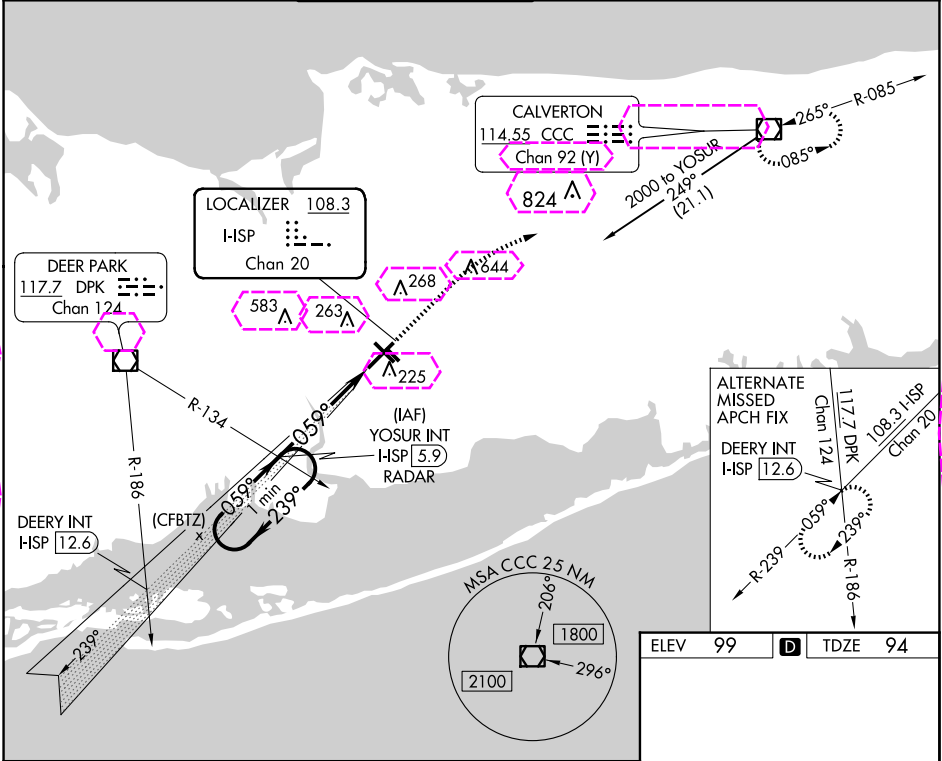 CALVERTON
114.55 CCC
Chan 92 (Y)
265°
R-085
085°
2000 to YOSUR
249°
(21.1)
824
LOCALIZER 108.3
I-ISP
Chan 20
644
268
583
263
225
DEER PARK
117.7 DPK
Chan 124
R-134
R-186
(IAF)
YOSUR INT
I-ISP 5.9
RADAR
059°
059°
1 min
239°
(CFBTZ)
x
DEERY INT
I-ISP 12.6
239°
MSA CCC 25 NM
206°
1800
296°
2100
ALTERNATE
MISSED
APCH FIX
117.7 DPK
Chan 124
108.3 I-ISP
Chan 20
DEERY INT
I-ISP 12.6
059°
239°
R-239
R-186
ELEV 99 D TDZE 94